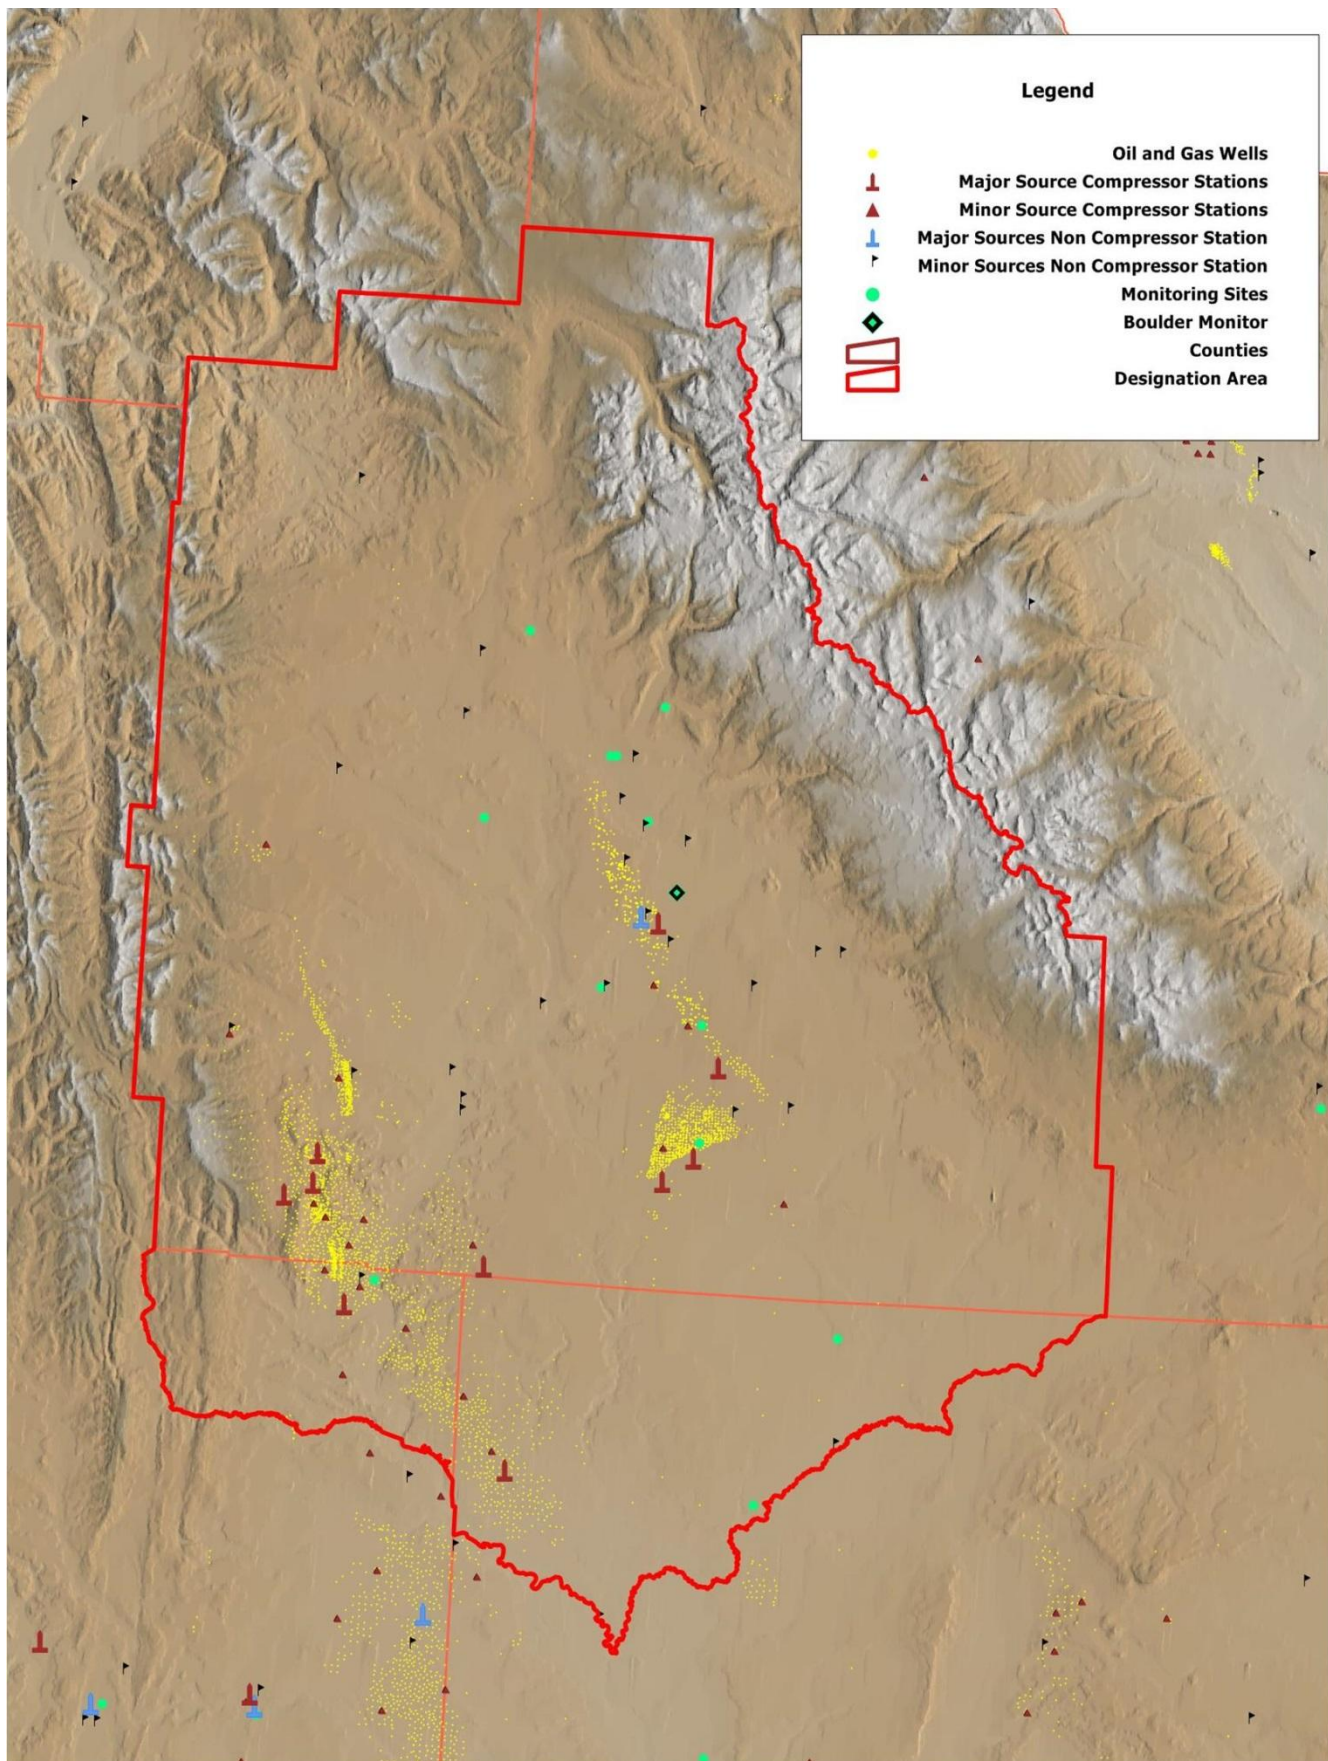 Legend
Oil and Gas Wells
Major Source Compressor Stations
Minor Source Compressor Stations
Major Sources Non Compressor Station
Minor Sources Non Compressor Station
Monitoring Sites
Boulder Monitor
Counties
Designation Area